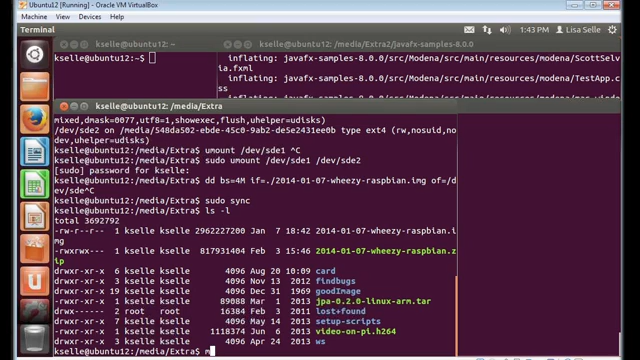 Ubuntu12 [Running] - Oracle VM VirtualBox
Machine View Devices Help
Terminal 1:43 PM Lisa Selle
kselle@ubuntu12: ~
kselle@ubuntu12: /media/Extra2/javafx-samples-8.0.0
kselle@ubuntu12:~$
inflating: javafx-samples-8.0.0/src/Modena/src/main/resources/modena/ScottSelv
ia.fxml
inflating: javafx-samples-8.0.0/src/Modena/src/main/resources/modena/TestApp.c
ss
kselle@ubuntu12: /media/Extra
mixed,dmask=0077,utf8=1,showexec,flush,uhelper=udisks)
/dev/sde2 on /media/548da502-ebde-45c0-9ab2-de5e2431ee0f type ext4 (rw,nosuid,no
dev,uhelper=udisks)
kselle@ubuntu12:/media/Extra$ umount /dev/sde1 ^C
kselle@ubuntu12:/media/Extra$ sudo umount /dev/sde1 /dev/sde2
[sudo] password for kselle:
kselle@ubuntu12:/media/Extra$ dd bs=4M if=./2014-01-07-wheezy-raspbian.img of=/d
ev/sde^C
kselle@ubuntu12:/media/Extra$ sudo sync
kselle@ubuntu12:/media/Extra$ ls -l
total 3692792
-rw-r--r-- 1 kselle kselle 2962227200 Jan 7 18:42 2014-01-07-wheezy-raspbian.i
mg
-rwxrwx--- 1 kselle kselle 817931404 Feb 3 15:46 2014-01-07-wheezy-raspbian.z
ip
drwxr-xr-x 6 kselle kselle 4096 Aug 20 10:09 card
drwxr-xr-x 3 kselle kselle 4096 Nov 13 2012 findbugs
drwxr-xr-x 19 kselle kselle 4096 Dec 31 1969 goodImage
-rwxr-xr-x 1 kselle kselle 89088 Mar 1 2013 jpa-0.2.0-linux-arm.tar
drwxr-xr-x 2 root root 16384 Feb 3 2011 lost+found
drwxr-xr-x 7 kselle kselle 4096 May 14 2013 setup-scripts
-rwxr-xr-x 1 kselle kselle 1118374 Jun 6 2013 video-on-pi.h264
drwxr-xr-x 3 kselle kselle 4096 Apr 24 2013 ws
kselle@ubuntu12:/media/Extra$ m